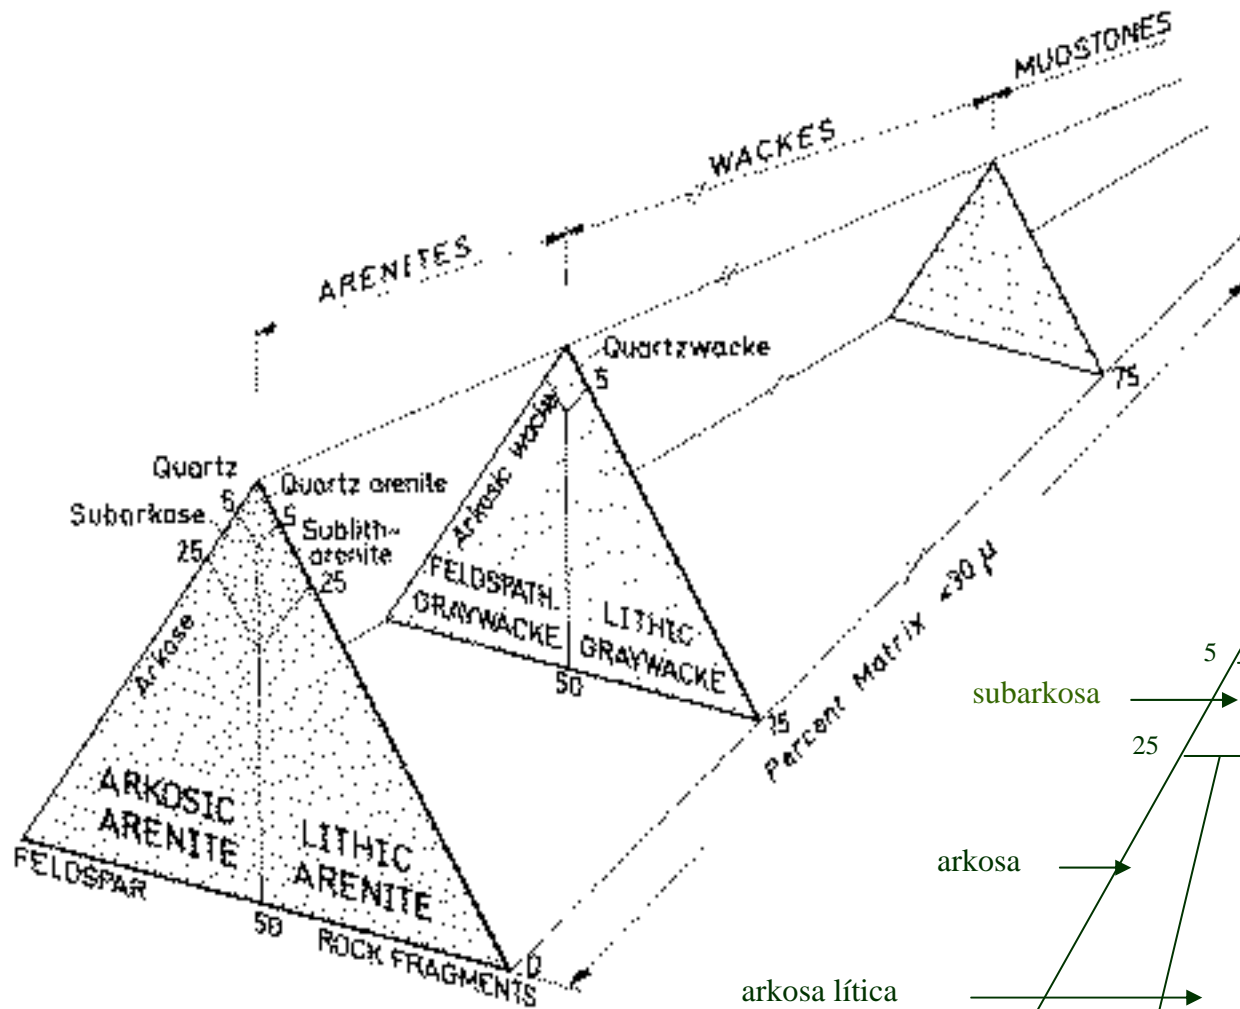 MUDSTONES
WACKES
ARENITES
Quartzwacke
5
75
Quartz
Quartz arenite
5
5
Subarkose
Sublith-
arenite
25
25
Arkosic wacke
FELDSPATH.
GRAYWACKE
LITHIC
GRAYWACKE
50
15
Percent Matrix <30 μ
Arkose
ARKOSIC
ARENITE
LITHIC
ARENITE
FELDSPAR
50
ROCK FRAGMENTS
0
5
subarkosa
25
arkosa
arkosa lítica